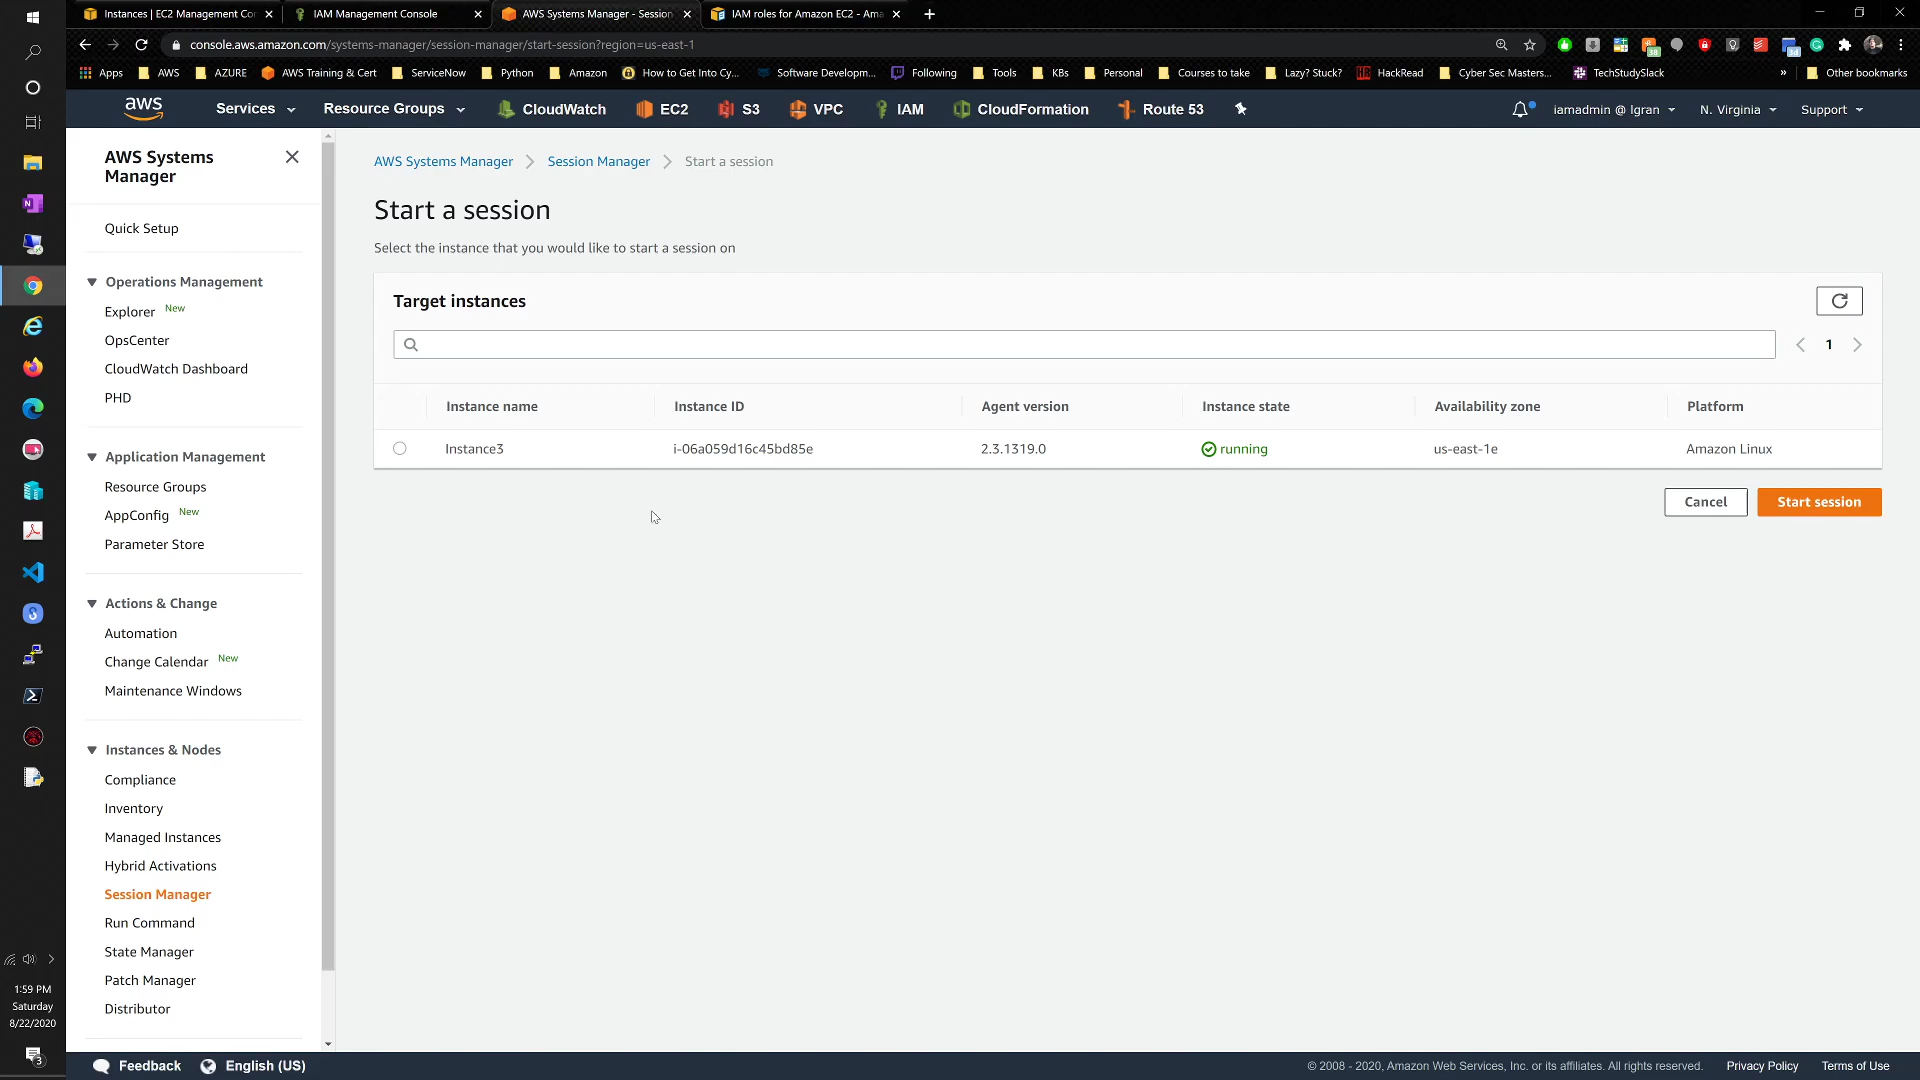 Instances | EC2 Management Con
IAM Management Console
AWS Systems Manager - Session
IAM roles for Amazon EC2 - Ama
console.aws.amazon.com/systems-manager/session-manager/start-session?region=us-east-1
Apps
AWS
AZURE
AWS Training & Cert
ServiceNow
Python
Amazon
How to Get Into Cy...
Software Developm...
Following
Tools
KBs
Personal
Courses to take
Lazy? Stuck?
HackRead
Cyber Sec Masters...
TechStudySlack
»
Other bookmarks
aws
Services
Resource Groups
CloudWatch
EC2
S3
VPC
IAM
CloudFormation
Route 53
iamadmin @ lgran
N. Virginia
Support
AWS Systems
Manager
Quick Setup
Operations Management
Explorer New
OpsCenter
CloudWatch Dashboard
PHD
Application Management
Resource Groups
AppConfig New
Parameter Store
Actions & Change
Automation
Change Calendar New
Maintenance Windows
Instances & Nodes
Compliance
Inventory
Managed Instances
Hybrid Activations
Session Manager
Run Command
State Manager
Patch Manager
Distributor
AWS Systems Manager > Session Manager > Start a session
Start a session
Select the instance that you would like to start a session on
Target instances
1
Instance name Instance ID Agent version Instance state Availability zone Platform
Instance3 i-06a059d16c45bd85e 2.3.1319.0 running us-east-1e Amazon Linux
Cancel
Start session
1:59 PM
Saturday
8/22/2020
3
Feedback
English (US)
© 2008 - 2020, Amazon Web Services, Inc. or its affiliates. All rights reserved.
Privacy Policy
Terms of Use